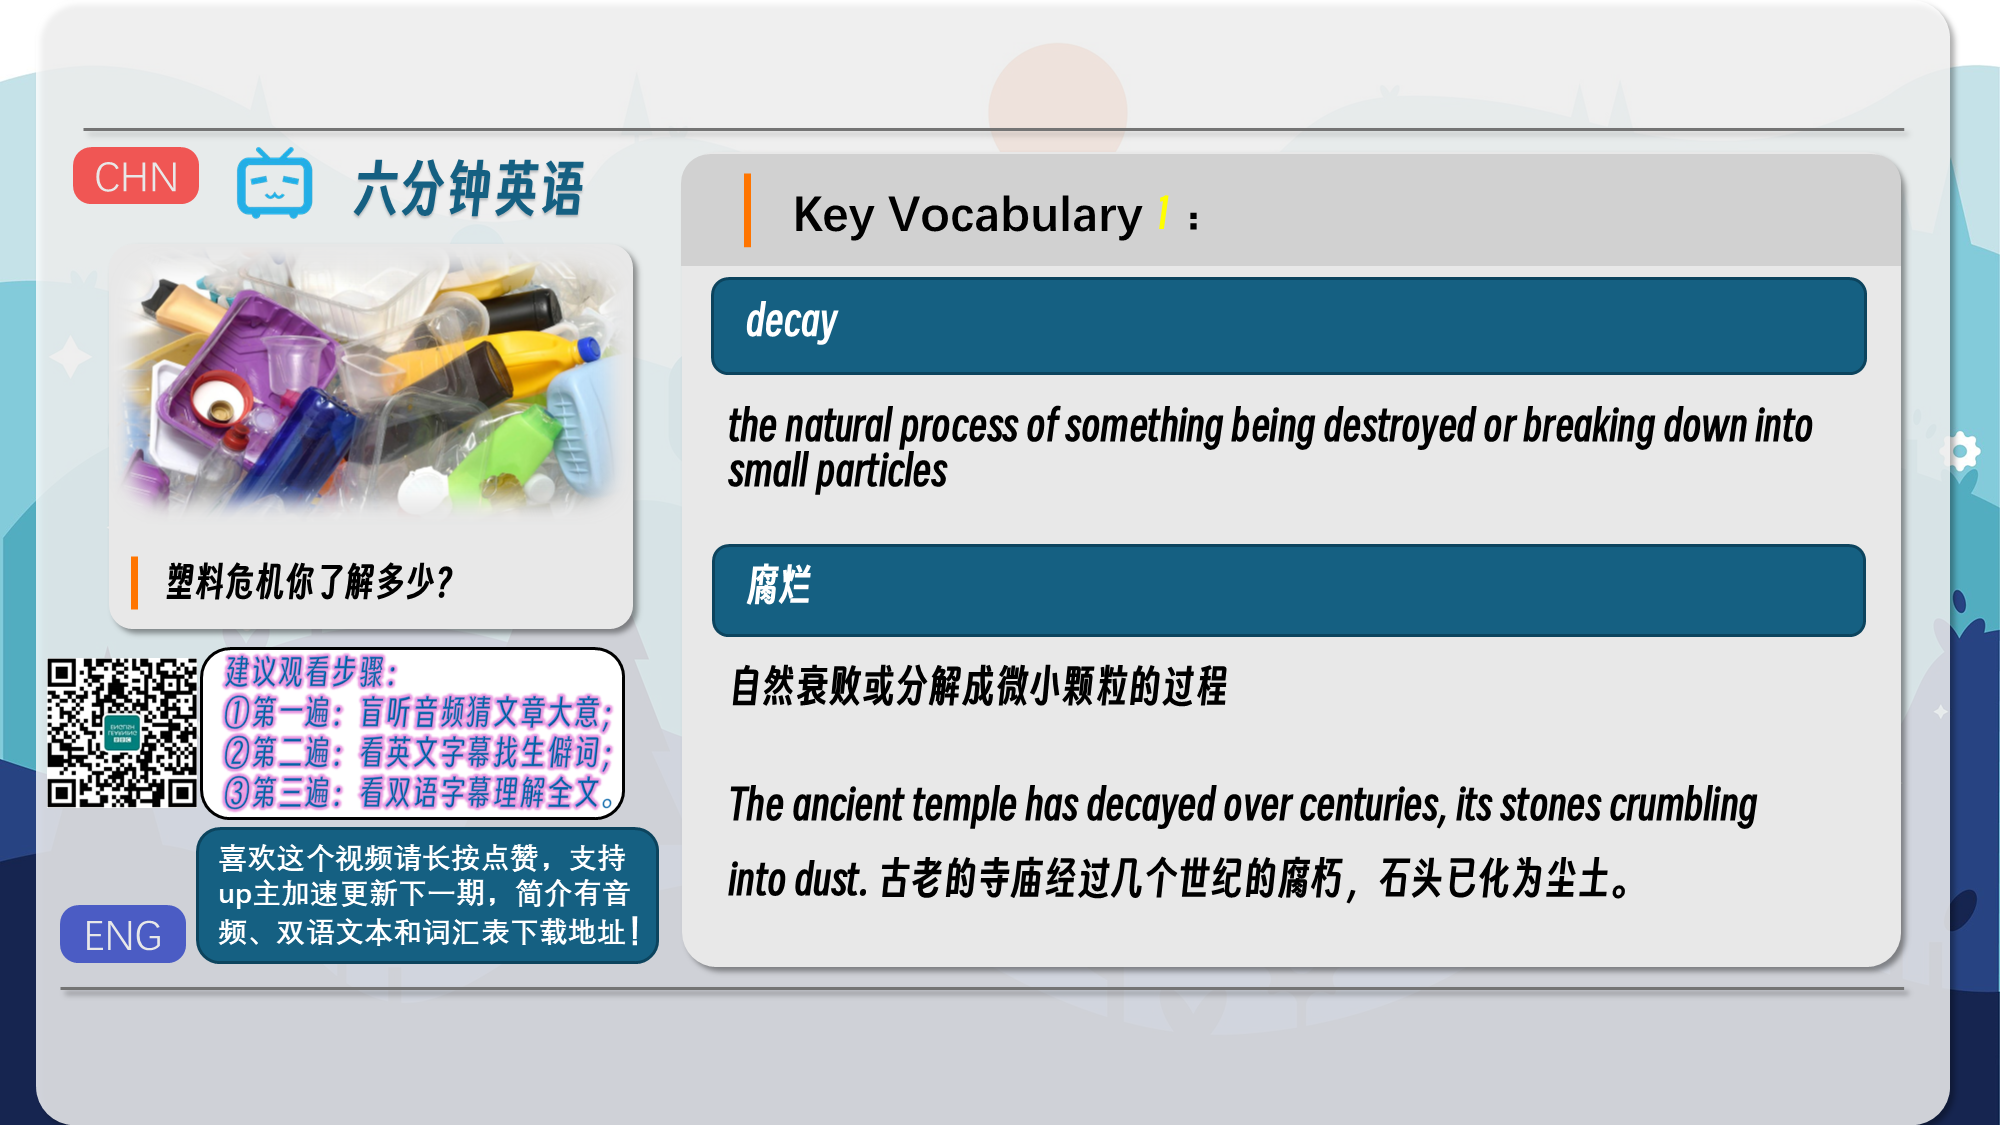 CHN
六分钟英语
塑料危机你了解多少?
建议观看步骤：
①第一遍：盲听音频猜文章大意；
②第二遍：看英文字幕找生僻词；
③第三遍：看双语字幕理解全文。
喜欢这个视频请长按点赞，支持
up主加速更新下一期，简介有音
频、双语文本和词汇表下载地址！
ENG
Key Vocabulary 1：
decay
the natural process of something being destroyed or breaking down into
small particles
腐烂
自然衰败或分解成微小颗粒的过程
The ancient temple has decayed over centuries, its stones crumbling
into dust. 古老的寺庙经过几个世纪的腐朽，石头已化为尘土。